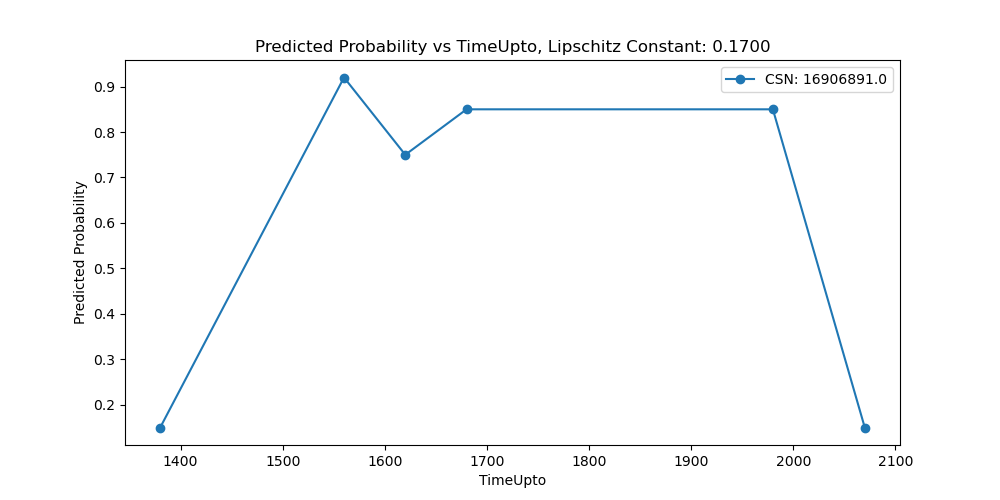 Predicted Probability vs TimeUpto, Lipschitz Constant: 0.1700
CSN: 16906891.0
Predicted Probability
0.9
0.8
0.7
0.6
0.5
0.4
0.3
0.2
1400 1500 1600 1700 1800 1900 2000 2100
TimeUpto